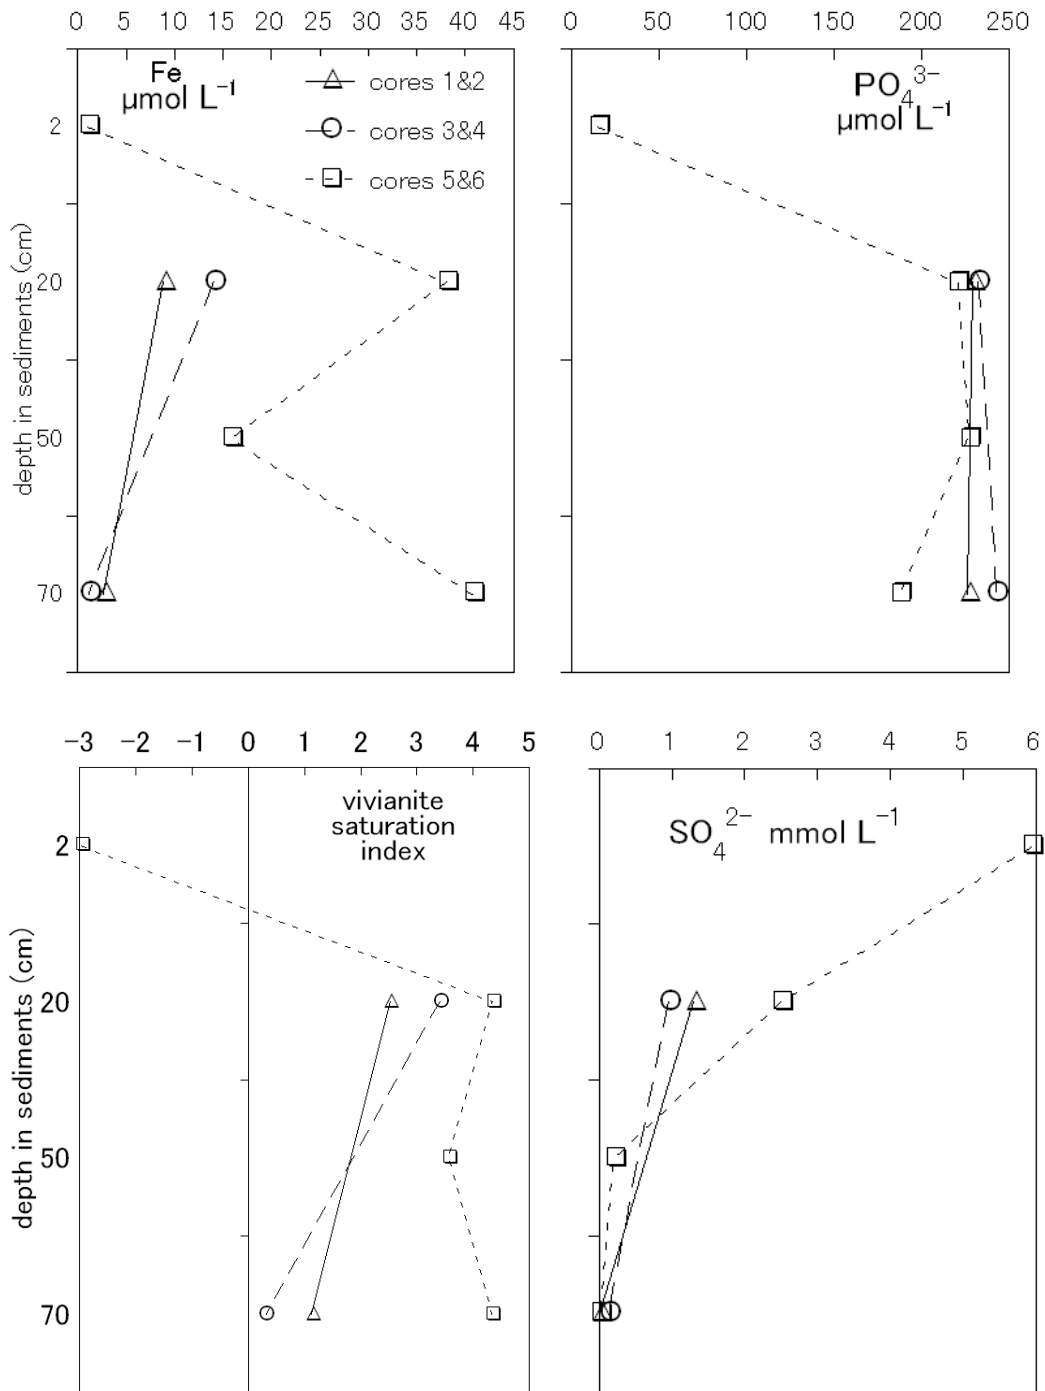 0 5 10 15 20 25 30 35 40 45
Fe
µmol L⁻¹
cores 1&2
cores 3&4
cores 5&6
2
20
50
70
depth in sediments (cm)
0 50 100 150 200 250
PO₄³⁻
µmol L⁻¹
-3 -2 -1 0 1 2 3 4 5
vivianite
saturation
index
2
20
50
70
depth in sediments (cm)
0 1 2 3 4 5 6
SO₄²⁻ mmol L⁻¹